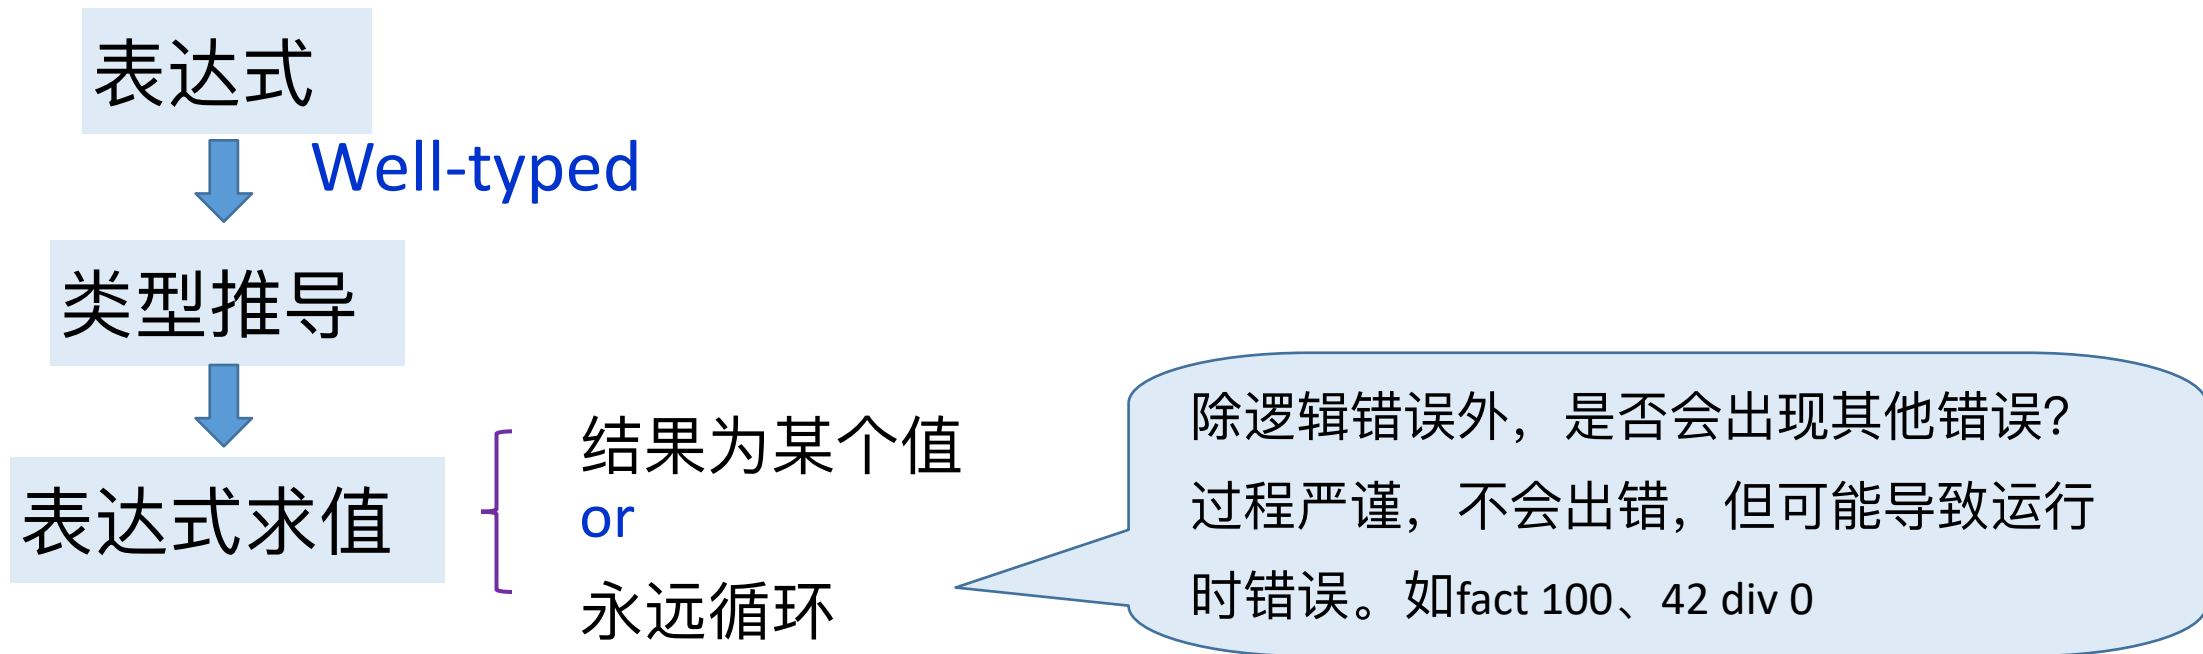 表达式
Well-typed
类型推导
表达式求值
结果为某个值
or
永远循环
除逻辑错误外，是否会出现其他错误？
过程严谨，不会出错，但可能导致运行
时错误。如fact 100、42 div 0